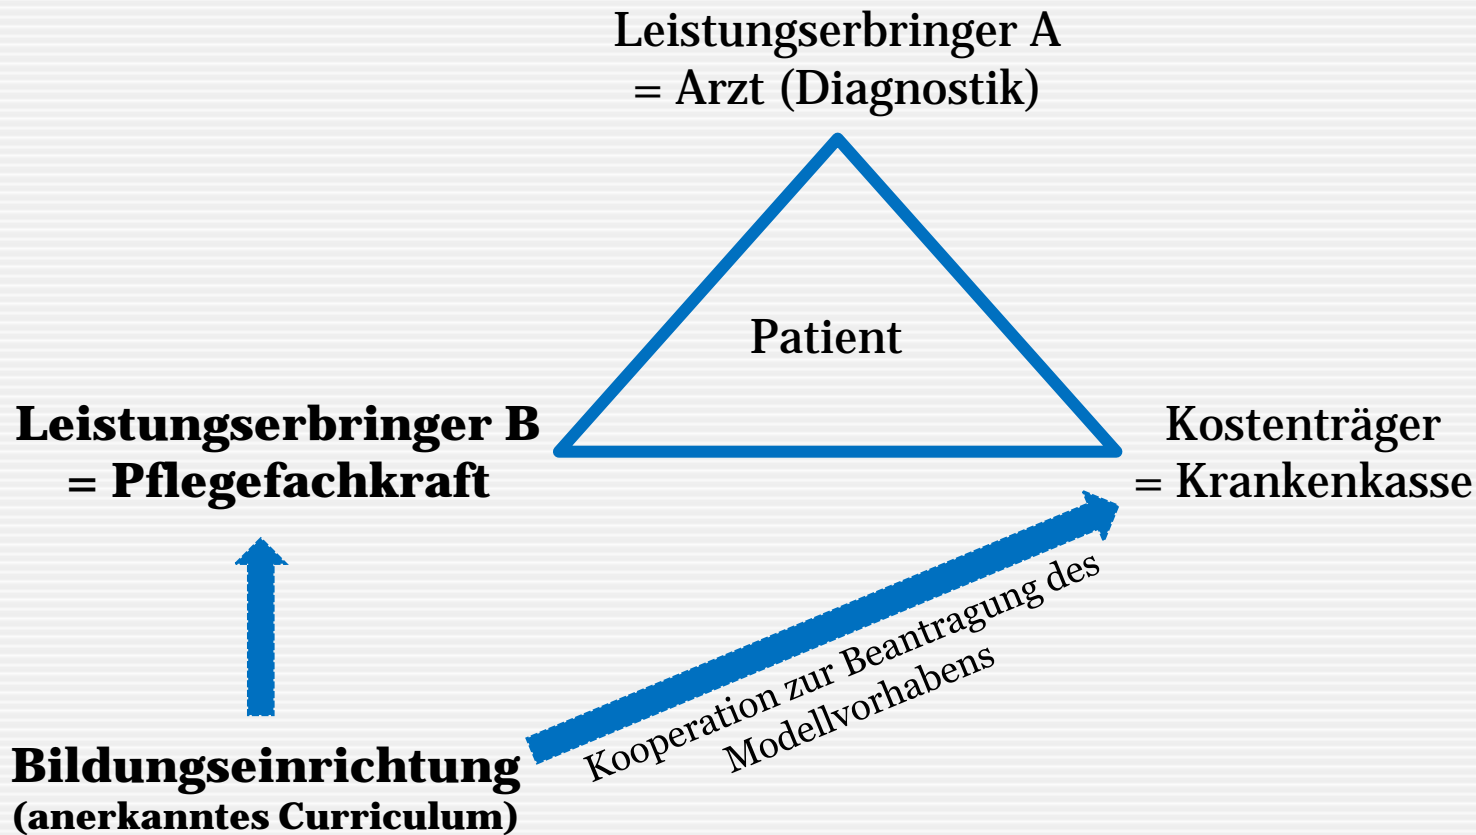 Leistungserbringer A
= Arzt (Diagnostik)
Patient
Leistungserbringer B
= Pflegefachkraft
Kostenträger
= Krankenkasse
Kooperation zur Beantragung des
Modellvorhabens
Bildungseinrichtung
(anerkanntes Curriculum)